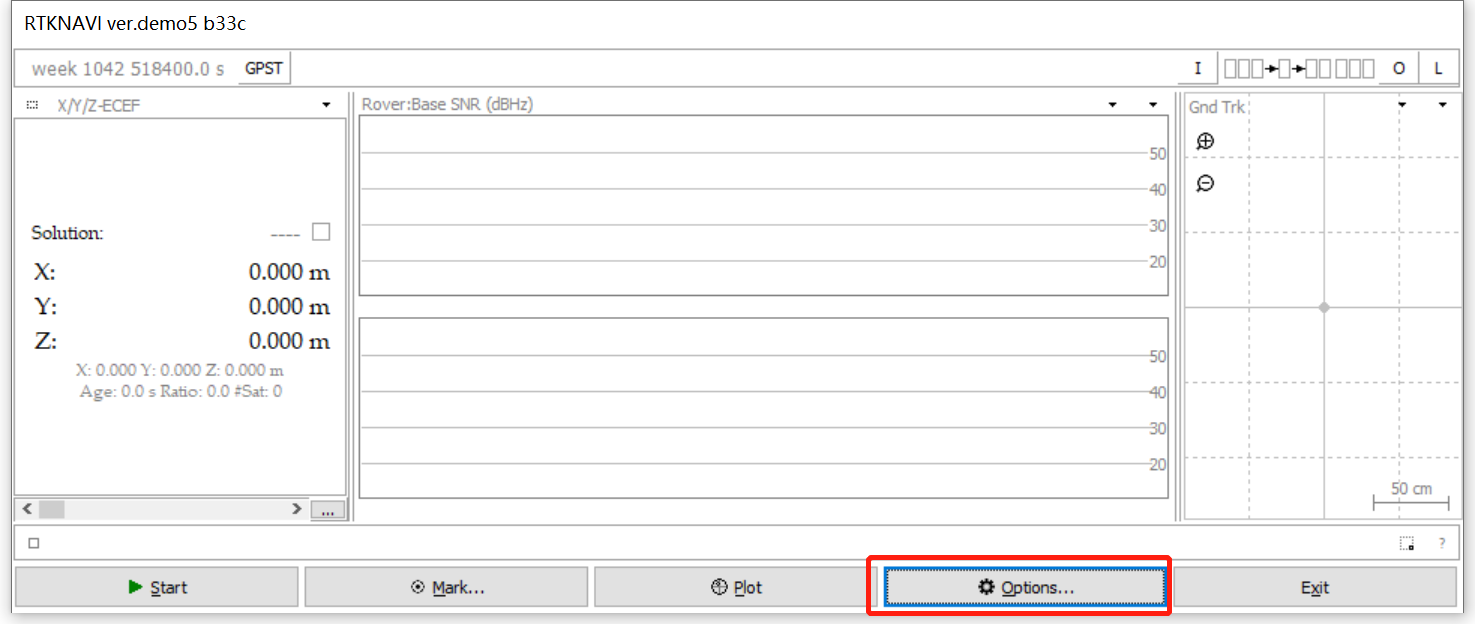 RTKNAVI ver.demo5 b33c
week 1042 518400.0 s GPST I O L
X/Y/Z-ECEF
Rover:Base SNR (dBHz)
Gnd Trk
50
40
30
20
Solution: ----
X: 0.000 m
Y: 0.000 m
Z: 0.000 m
X: 0.000 Y: 0.000 Z: 0.000 m
Age: 0.0 s Ratio: 0.0 #Sat: 0
50
40
30
20
50 cm
...
?
Start Mark... Plot Options... Exit